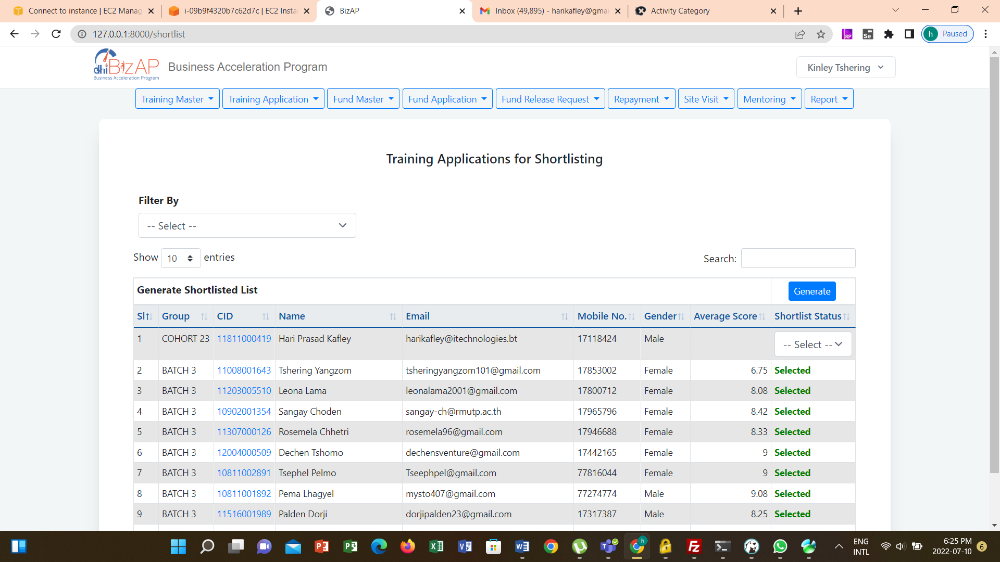 Connect to instance | EC2 Manag
i-09b9f4320b7c62d7c | EC2 Insta
BizAP
Inbox (49,895) - harikafley@gmai
Activity Category
127.0.0.1:8000/shortlist
RP
Se
h Paused
dhi BizAP
Business Acceleration Program
Business Acceleration Program
Kinley Tshering
Training Master
Training Application
Fund Master
Fund Application
Fund Release Request
Repayment
Site Visit
Mentoring
Report
Training Applications for Shortlisting
Filter By
-- Select --
Show 10 entries
Search:
Generate Shortlisted List
Generate
Sl Group CID Name Email Mobile No. Gender Average Score Shortlist Status
1 COHORT 23 11811000419 Hari Prasad Kafley harikafley@itechnologies.bt 17118424 Male -- Select --
2 BATCH 3 11008001643 Tshering Yangzom tsheringyangzom101@gmail.com 17853002 Female 6.75 Selected
3 BATCH 3 11203005510 Leona Lama leonalama2001@gmail.com 17800712 Female 8.08 Selected
4 BATCH 3 10902001354 Sangay Choden sangay-ch@rmutp.ac.th 17965796 Female 8.42 Selected
5 BATCH 3 11307000126 Rosemela Chhetri rosemela96@gmail.com 17946688 Female 8.33 Selected
6 BATCH 3 12004000509 Dechen Tshomo dechensventure@gmail.com 17442165 Female 9 Selected
7 BATCH 3 10811002891 Tsephel Pelmo Tseephpel@gmail.com 77816044 Female 9 Selected
8 BATCH 3 10811001892 Pema Lhagyel mysto407@gmail.com 77274774 Male 9.08 Selected
9 BATCH 3 11516001989 Palden Dorji dorjipalden23@gmail.com 17317387 Male 8.25 Selected
ENG
INTL
6:25 PM
2022-07-10
6